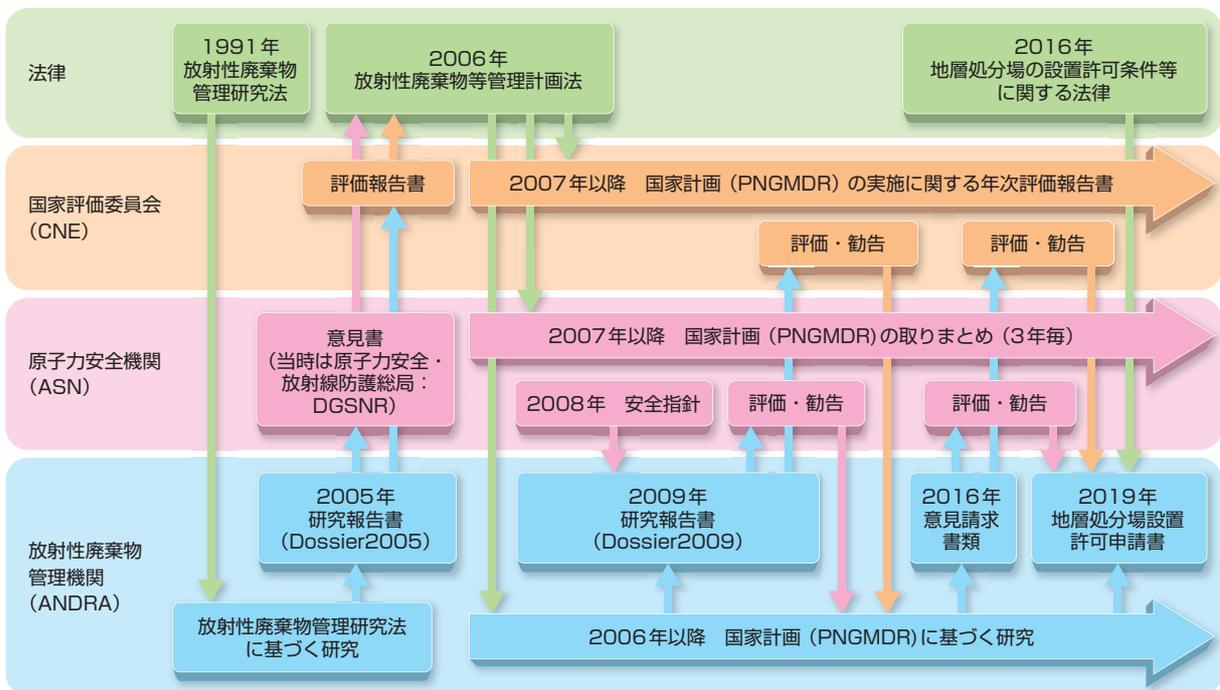 法律
1991年
放射性廃棄物
管理研究法
2006年
放射性廃棄物等管理計画法
2016年
地層処分場の設置許可条件等
に関する法律
国家評価委員会
（CNE）
評価報告書
2007年以降　国家計画（PNGMDR）の実施に関する年次評価報告書
評価・勧告
評価・勧告
原子力安全機関
（ASN）
意見書
（当時は原子力安全・
放射線防護総局：
DGSNR）
2007年以降　国家計画（PNGMDR）の取りまとめ（3年毎）
2008年　安全指針
評価・勧告
評価・勧告
放射性廃棄物
管理機関
（ANDRA）
2005年
研究報告書
（Dossier2005）
2009年
研究報告書
（Dossier2009）
2016年
意見請求
書類
2019年
地層処分場設置
許可申請書
放射性廃棄物管理研究法
に基づく研究
2006年以降　国家計画（PNGMDR）に基づく研究